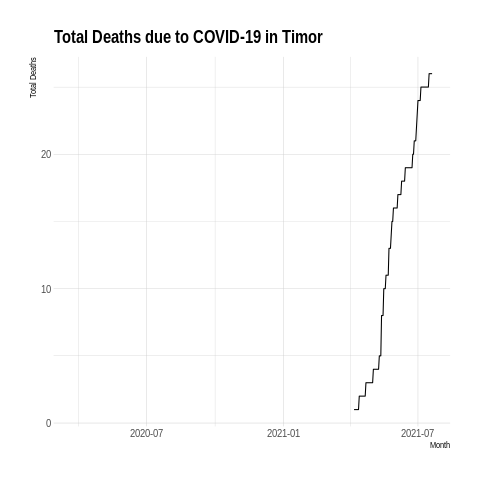 Total Deaths due to COVID-19 in Timor
Total Deaths
20
10
0
2020-07
2021-01
2021-07
Month